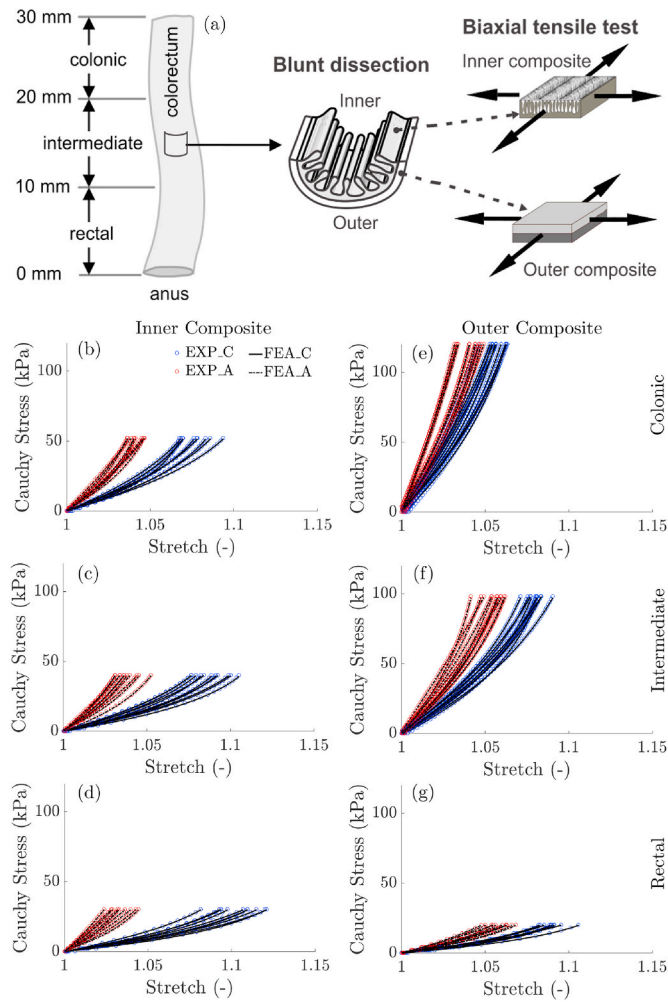 30 mm
(a)
colonic
20 mm
intermediate
10 mm
rectal
0 mm
anus
colorectum
Blunt dissection
Inner
Outer
Biaxial tensile test
Inner composite
Outer composite
Inner Composite
(b)
EXP_C
FEA_C
EXP_A
FEA_A
Cauchy Stress (kPa)
100
50
0
1 1.05 1.1 1.15
Stretch (-)
Outer Composite
(e)
Cauchy Stress (kPa)
100
50
0
1 1.05 1.1 1.15
Stretch (-)
Colonic
(c)
Cauchy Stress (kPa)
100
50
0
1 1.05 1.1 1.15
Stretch (-)
(f)
Cauchy Stress (kPa)
100
50
0
1 1.05 1.1 1.15
Stretch (-)
Intermediate
(d)
Cauchy Stress (kPa)
100
50
0
1 1.05 1.1 1.15
Stretch (-)
(g)
Cauchy Stress (kPa)
100
50
0
1 1.05 1.1 1.15
Stretch (-)
Rectal